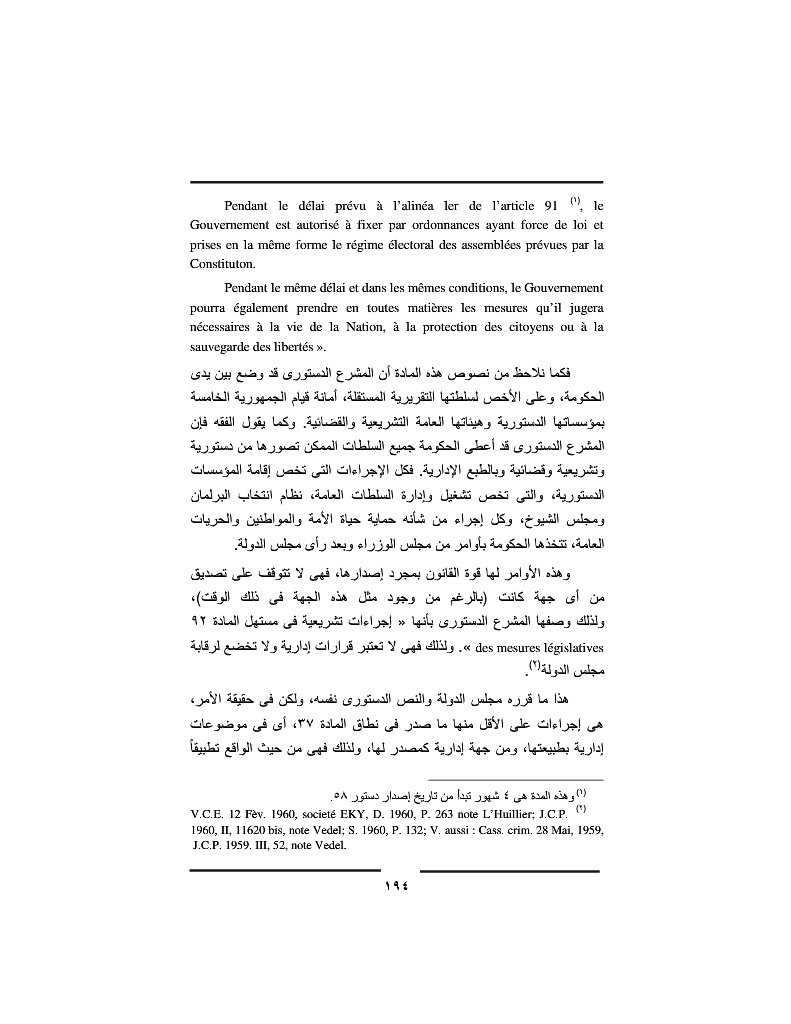 Pendant le délai prévu à l’alinéa ler de l’article 91 (١), le
Gouvernement est autorisé à fixer par ordonnances ayant force de loi et
prises en la même forme le régime électoral des assemblées prévues par la
Constituton.
Pendant le même délai et dans les mêmes conditions, le Gouvernement
pourra également prendre en toutes matières les mesures qu’il jugera
nécessaires à la vie de la Nation, à la protection des citoyens ou à la
sauvegarde des libertés ».
فكما نلاحظ من نصوص هذه المادة أن المشرع الدستورى قد وضع بين يدى
الحكومة، وعلى الأخص لسلطتها التقريرية المستقلة، أمانة قيام الجمهورية الخامسة
بمؤسساتها الدستورية وهيئاتها العامة التشريعية والقضائية. وكما يقول الفقه فإن
المشرع الدستورى قد أعطى الحكومة جميع السلطات الممكن تصورها من دستورية
وتشريعية وقضائية وبالطبع الإدارية. فكل الإجراءات التى تخص إقامة المؤسسات
الدستورية، والتى تخص تشغيل وإدارة السلطات العامة، نظام انتخاب البرلمان
ومجلس الشيوخ، وكل إجراء من شأنه حماية حياة الأمة والمواطنين والحريات
العامة، تتخذها الحكومة بأوامر من مجلس الوزراء وبعد رأى مجلس الدولة.
وهذه الأوامر لها قوة القانون بمجرد إصدارها، فهى لا تتوقف على تصديق
من أى جهة كانت (بالرغم من وجود مثل هذه الجهة فى ذلك الوقت)،
ولذلك وصفها المشرع الدستورى بأنها « إجراءات تشريعية فى مستهل المادة ٩٢
des mesures législatives ». ولذلك فهى لا تعتبر قرارات إدارية ولا تخضع لرقابة
مجلس الدولة(٢).
هذا ما قرره مجلس الدولة والنص الدستورى نفسه، ولكن فى حقيقة الأمر،
هى إجراءات على الأقل منها ما صدر فى نطاق المادة ٣٧، أى فى موضوعات
إدارية بطبيعتها، ومن جهة إدارية كمصدر لها، ولذلك فهى من حيث الواقع تطبيقاً
(١) وهذه المدة هى ٤ شهور تبدأ من تاريخ إصدار دستور ٥٨.
V.C.E. 12 Fèv. 1960, societé EKY, D. 1960, P. 263 note L’Huillier; J.C.P. (٢)
1960, II, 11620 bis, note Vedel; S. 1960, P. 132; V. aussi : Cass. crim. 28 Mai, 1959,
J.C.P. 1959. III, 52, note Vedel.
١٩٤